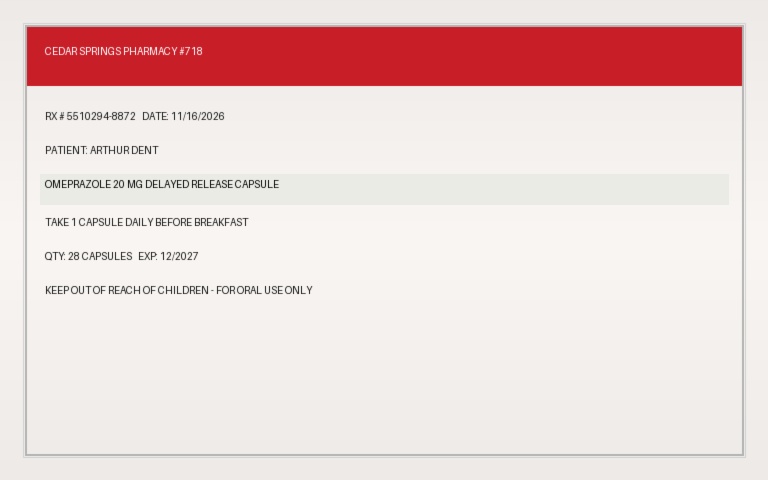 CEDAR SPRINGS PHARMACY #718
RX # 5510294-8872 DATE: 11/16/2026
PATIENT: ARTHUR DENT
OMEPRAZOLE 20 MG DELAYED RELEASE CAPSULE
TAKE 1 CAPSULE DAILY BEFORE BREAKFAST
QTY: 28 CAPSULES EXP: 12/2027
KEEP OUT OF REACH OF CHILDREN - FOR ORAL USE ONLY